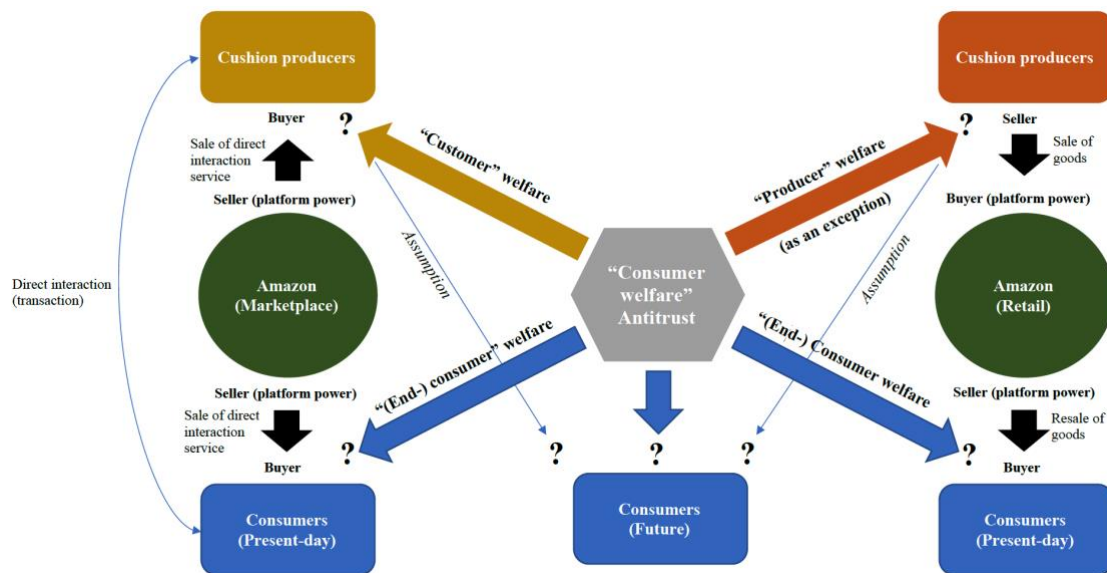 Cushion producers
Buyer
?
Sale of direct
interaction
service
Seller (platform power)
Amazon
(Marketplace)
Direct interaction
(transaction)
Seller (platform power)
Sale of direct
interaction
service
Buyer
?
Consumers
(Present-day)
"Customer" welfare
Assumption
"(End-) consumer" welfare
"Consumer
welfare"
Antitrust
?
?
?
Consumers
(Future)
"Producer" welfare
(as an exception)
Assumption
"(End-) Consumer welfare
Cushion producers
?
Seller
Sale of
goods
Buyer (platform power)
Amazon
(Retail)
Seller (platform power)
Resale of
goods
?
Buyer
Consumers
(Present-day)